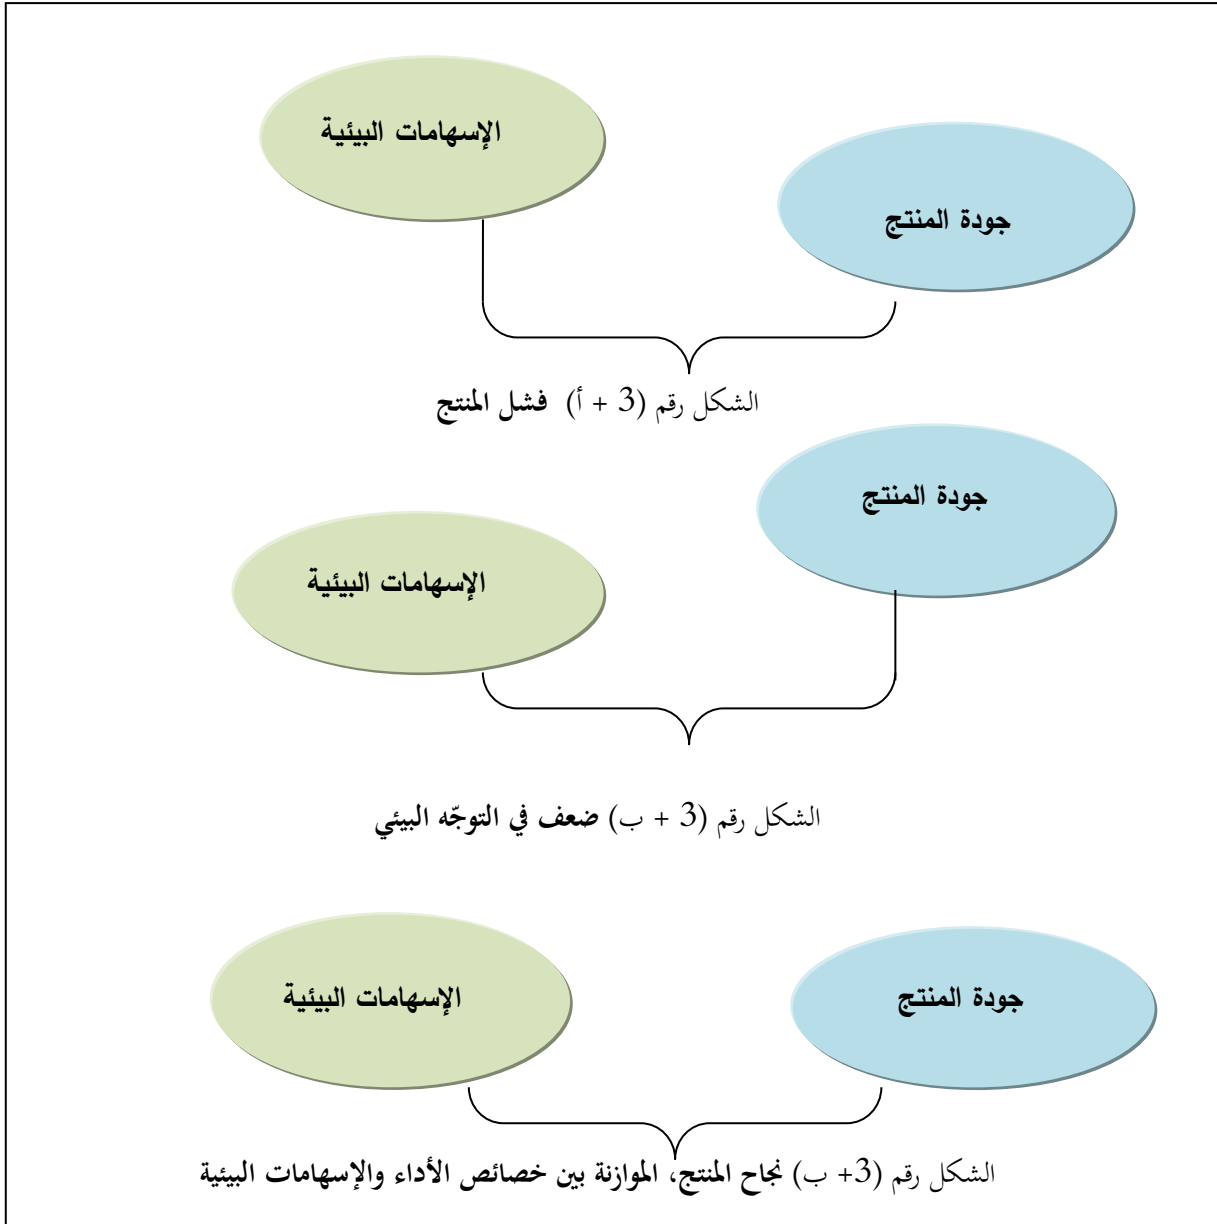 الإسهامات البيئية
جودة المنتج
الشكل رقم (3 + أ) فشل المنتج
جودة المنتج
الإسهامات البيئية
الشكل رقم (3 + ب) ضعف في التوجّه البيئي
جودة المنتج
الإسهامات البيئية
الشكل رقم (3+ ب) نجاح المنتج، الموازنة بين خصائص الأداء والإسهامات البيئية